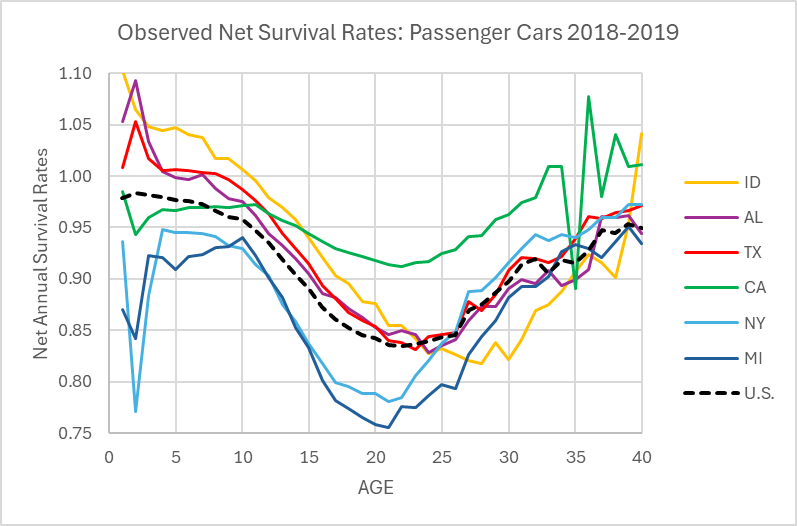 Observed Net Survival Rates: Passenger Cars 2018-2019
Net Annual Survival Rates
1.10
1.05
1.00
0.95
0.90
0.85
0.80
0.75
0 5 10 15 20 25 30 35 40
AGE
ID
AL
TX
CA
NY
MI
U.S.